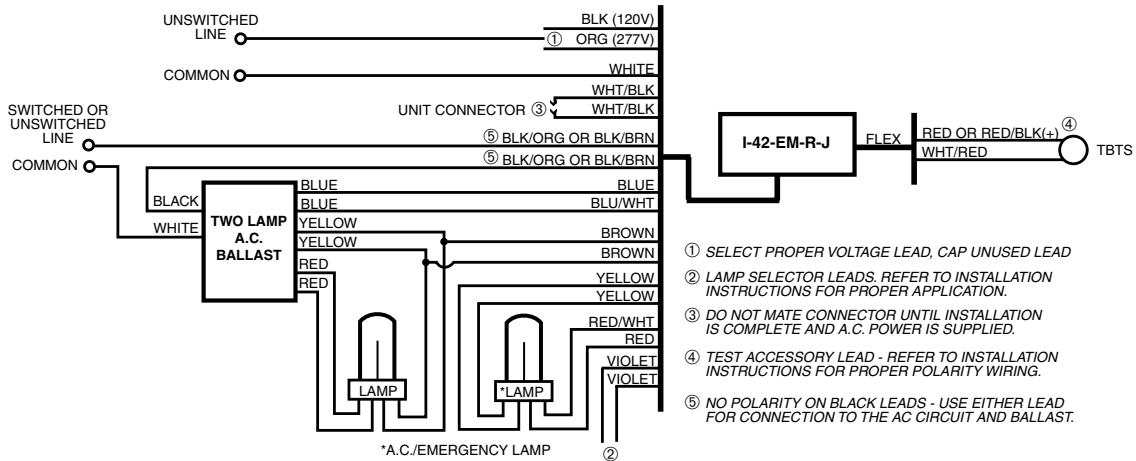 UNSWITCHED
LINE
BLK (120V)
① ORG (277V)
COMMON
WHITE
WHT/BLK
UNIT CONNECTOR ③
WHT/BLK
SWITCHED OR
UNSWITCHED
LINE
⑤ BLK/ORG OR BLK/BRN
COMMON
⑤ BLK/ORG OR BLK/BRN
I-42-EM-R-J
FLEX
RED OR RED/BLK(+) ④
WHT/RED
TBTS
BLACK
WHITE
TWO LAMP
A.C.
BALLAST
BLUE
BLUE
YELLOW
YELLOW
RED
RED
BLUE
BLU/WHT
BROWN
BROWN
YELLOW
YELLOW
RED/WHT
RED
VIOLET
VIOLET
LAMP
*LAMP
*A.C./EMERGENCY LAMP
②
① SELECT PROPER VOLTAGE LEAD, CAP UNUSED LEAD
② LAMP SELECTOR LEADS. REFER TO INSTALLATION
INSTRUCTIONS FOR PROPER APPLICATION.
③ DO NOT MATE CONNECTOR UNTIL INSTALLATION
IS COMPLETE AND A.C. POWER IS SUPPLIED.
④ TEST ACCESSORY LEAD - REFER TO INSTALLATION
INSTRUCTIONS FOR PROPER POLARITY WIRING.
⑤ NO POLARITY ON BLACK LEADS - USE EITHER LEAD
FOR CONNECTION TO THE AC CIRCUIT AND BALLAST.